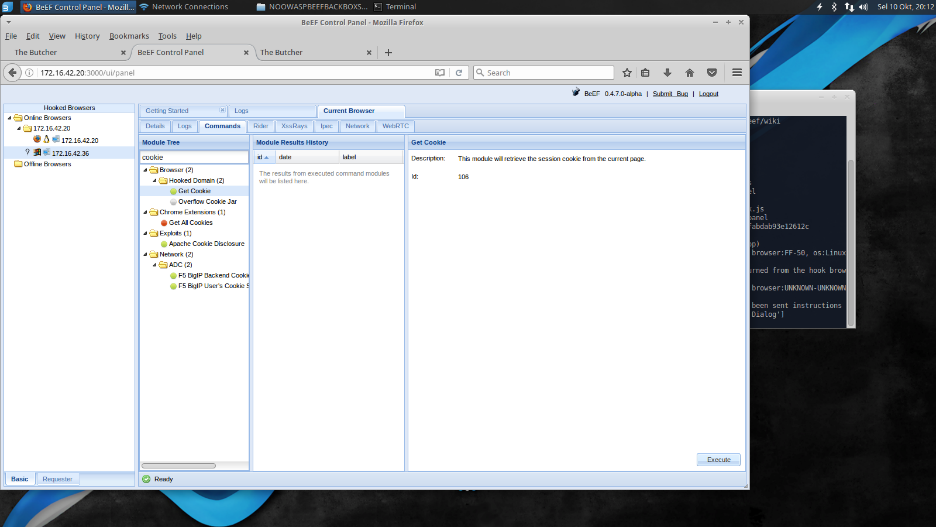 BeEF Control Panel - Mozill...
Network Connections
NOOWASPBEEFBACKBOXS...
Terminal
Sel 10 Okt, 20:12
BeEF Control Panel - Mozilla Firefox
File Edit View History Bookmarks Tools Help
The Butcher
BeEF Control Panel
The Butcher
172.16.42.20:3000/ui/panel
Search
BeEF 0.4.7.0-alpha | Submit Bug | Logout
Hooked Browsers
Online Browsers
172.16.42.20
172.16.42.20
172.16.42.36
Offline Browsers
Basic
Requester
Getting Started
Logs
Current Browser
Details
Logs
Commands
Rider
XssRays
Ipec
Network
WebRTC
Module Tree
cookie
Browser (2)
Hooked Domain (2)
Get Cookie
Overflow Cookie Jar
Chrome Extensions (1)
Get All Cookies
Exploits (1)
Apache Cookie Disclosure
Network (2)
ADC (2)
F5 BigIP Backend Cookie
F5 BigIP User's Cookie S
Module Results History
id date label
The results from executed command modules
will be listed here.
Get Cookie
Description: This module will retrieve the session cookie from the current page.
Id: 106
Execute
Ready
eef/wiki
s
el
.js
panel
fabdab93e12612c
op)
browser:FF-50, os:Linux
urned from the hook brow
browser:UNKNOWN-UNKNOWN
been sent instructions
Dialog']